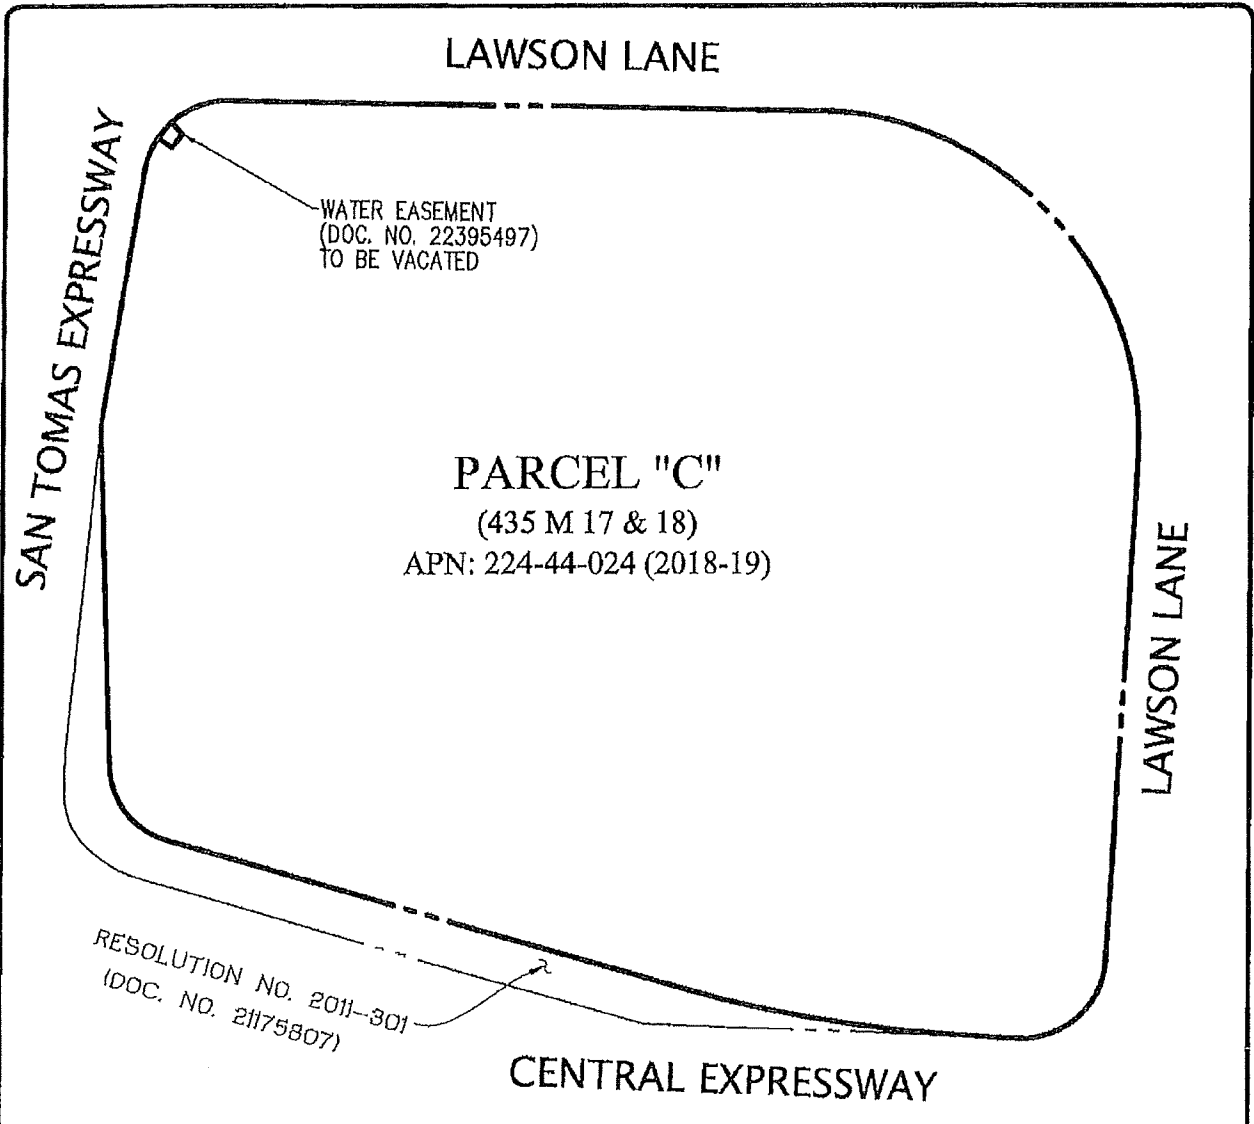 LAWSON LANE
SAN TOMAS EXPRESSWAY
WATER EASEMENT
(DOC. NO. 22395497)
TO BE VACATED
PARCEL "C"
(435 M 17 & 18)
APN: 224-44-024 (2018-19)
LAWSON LANE
RESOLUTION NO. 2011-301
(DOC. NO. 21175807)
CENTRAL EXPRESSWAY